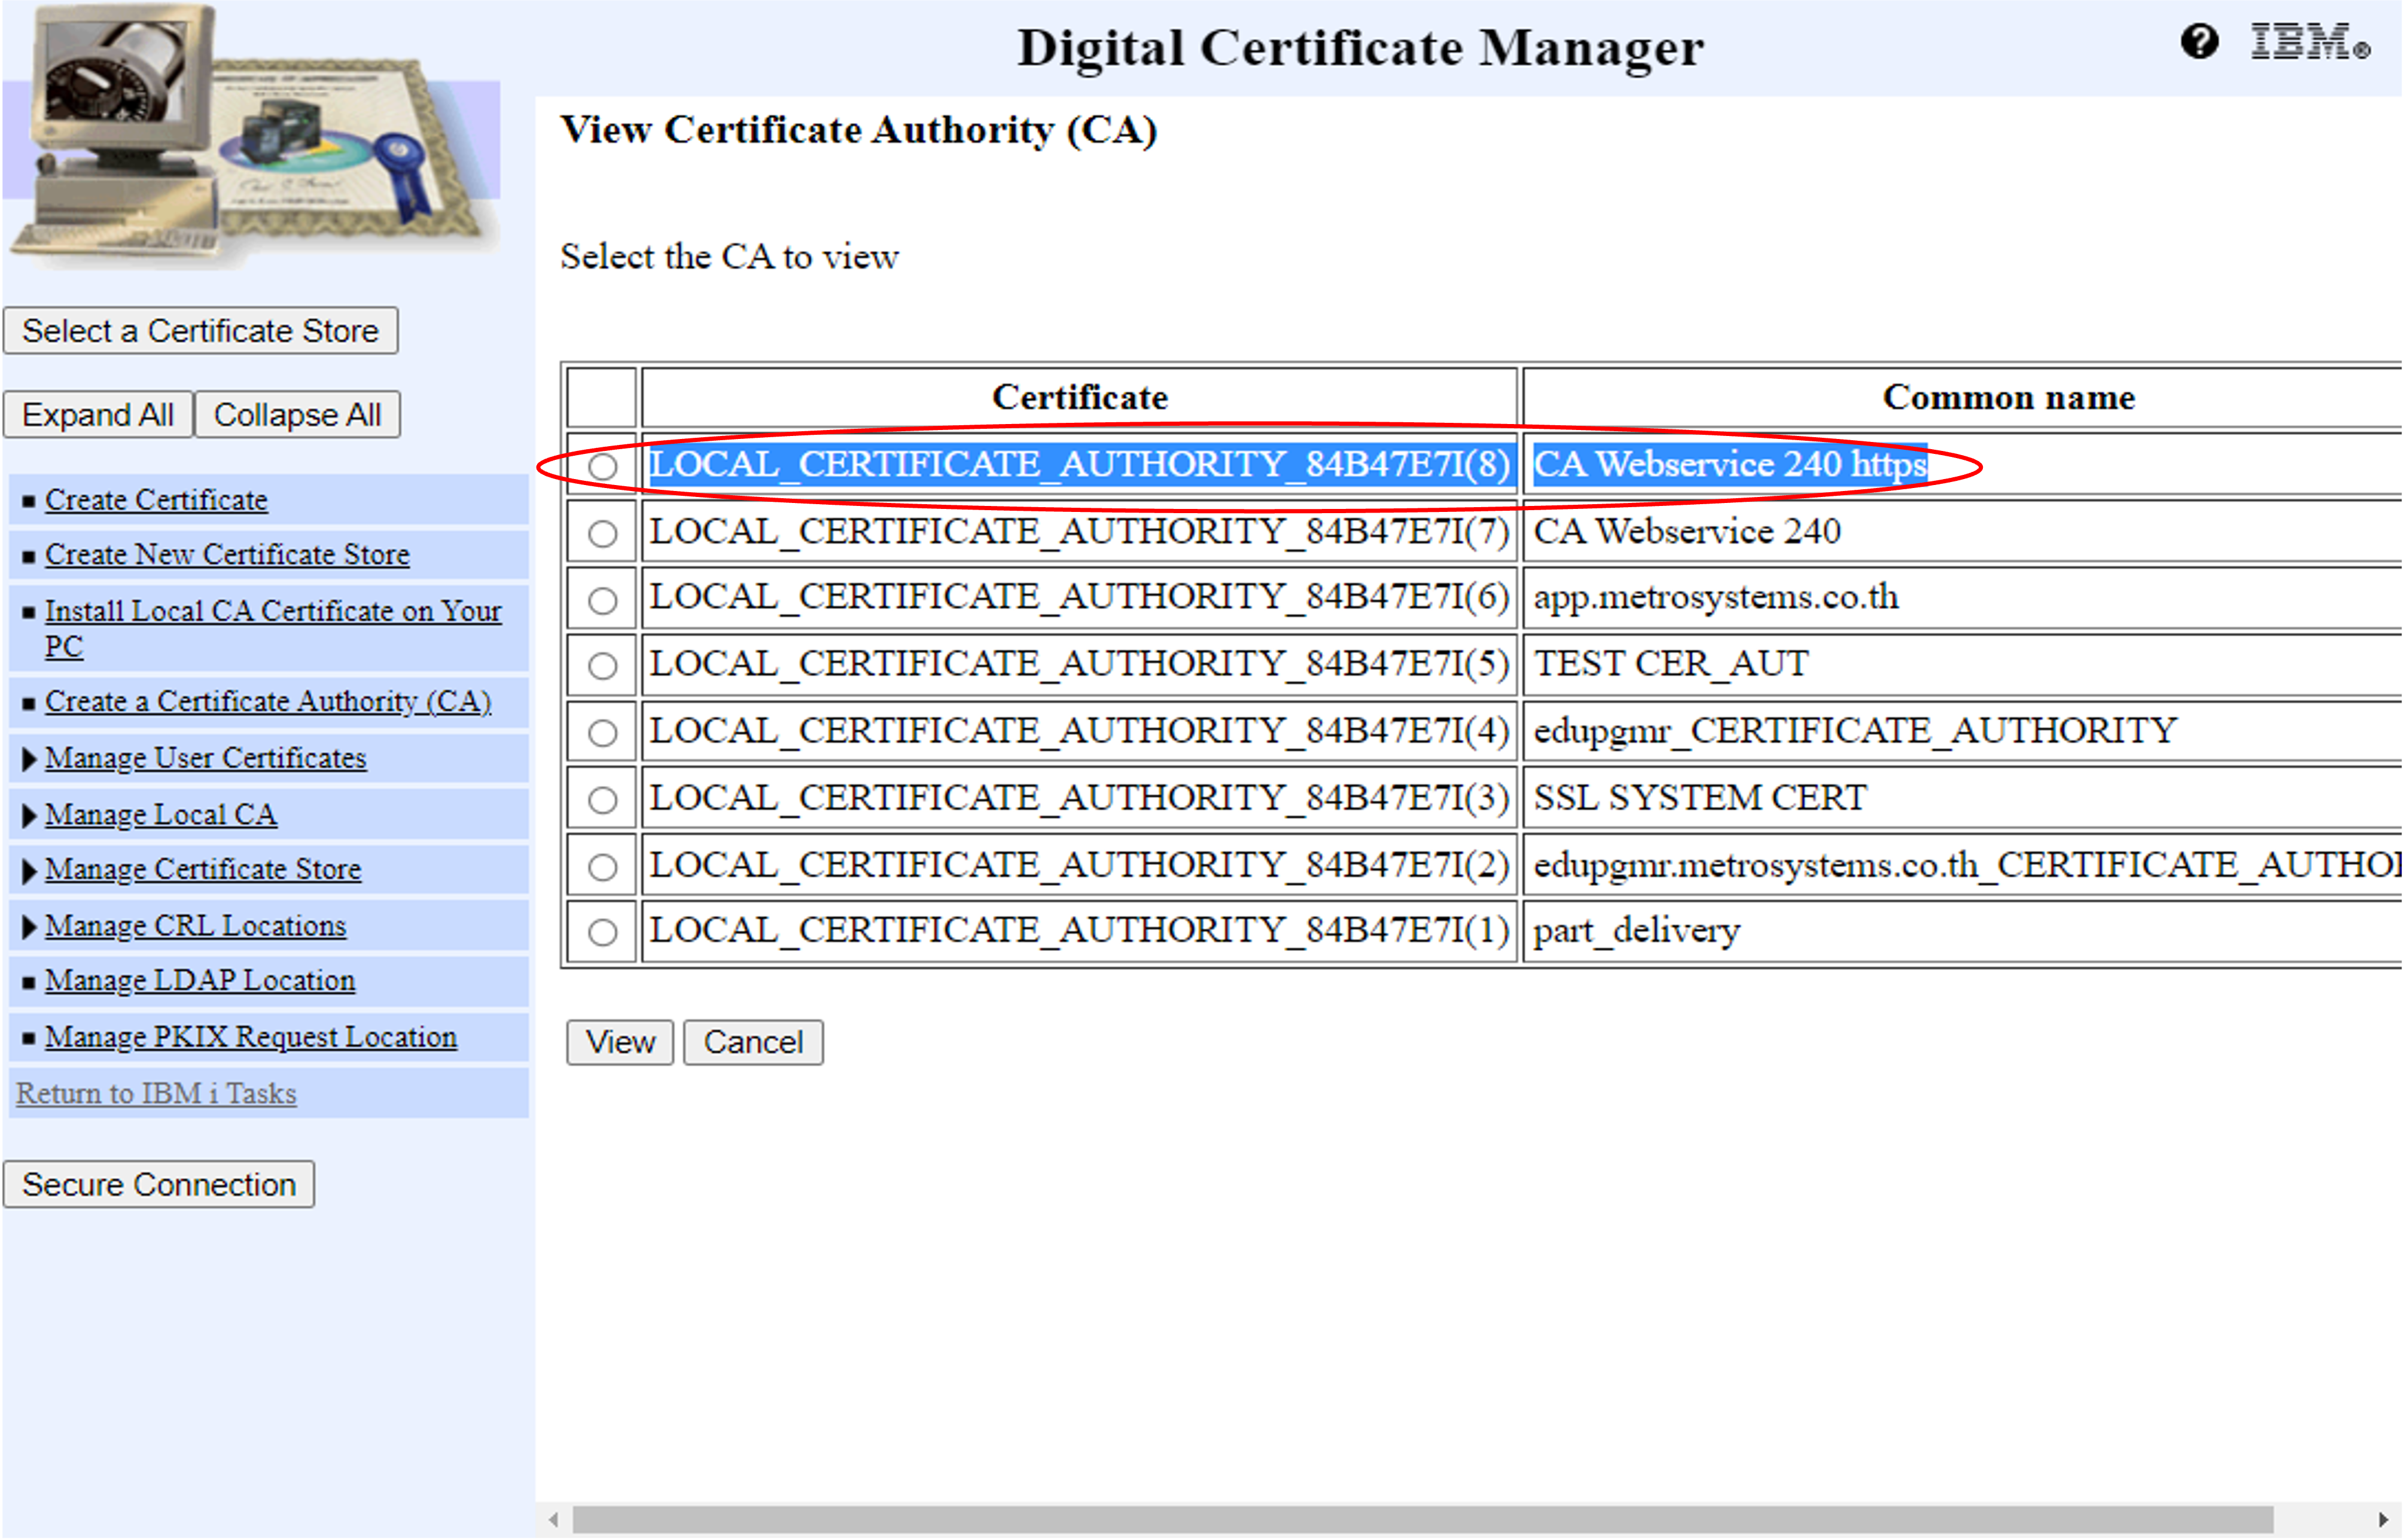 Digital Certificate Manager
IBM®
View Certificate Authority (CA)
Select the CA to view
Select a Certificate Store
Expand All Collapse All
Create Certificate
Create New Certificate Store
Install Local CA Certificate on Your
PC
Create a Certificate Authority (CA)
Manage User Certificates
Manage Local CA
Manage Certificate Store
Manage CRL Locations
Manage LDAP Location
Manage PKIX Request Location
Return to IBM i Tasks
Secure Connection
Certificate Common name
LOCAL_CERTIFICATE_AUTHORITY_84B47E7I(8) CA Webservice 240 https
LOCAL_CERTIFICATE_AUTHORITY_84B47E7I(7) CA Webservice 240
LOCAL_CERTIFICATE_AUTHORITY_84B47E7I(6) app.metrosystems.co.th
LOCAL_CERTIFICATE_AUTHORITY_84B47E7I(5) TEST CER_AUT
LOCAL_CERTIFICATE_AUTHORITY_84B47E7I(4) edupgmr_CERTIFICATE_AUTHORITY
LOCAL_CERTIFICATE_AUTHORITY_84B47E7I(3) SSL SYSTEM CERT
LOCAL_CERTIFICATE_AUTHORITY_84B47E7I(2) edupgmr.metrosystems.co.th_CERTIFICATE_AUTHO
LOCAL_CERTIFICATE_AUTHORITY_84B47E7I(1) part_delivery
View Cancel